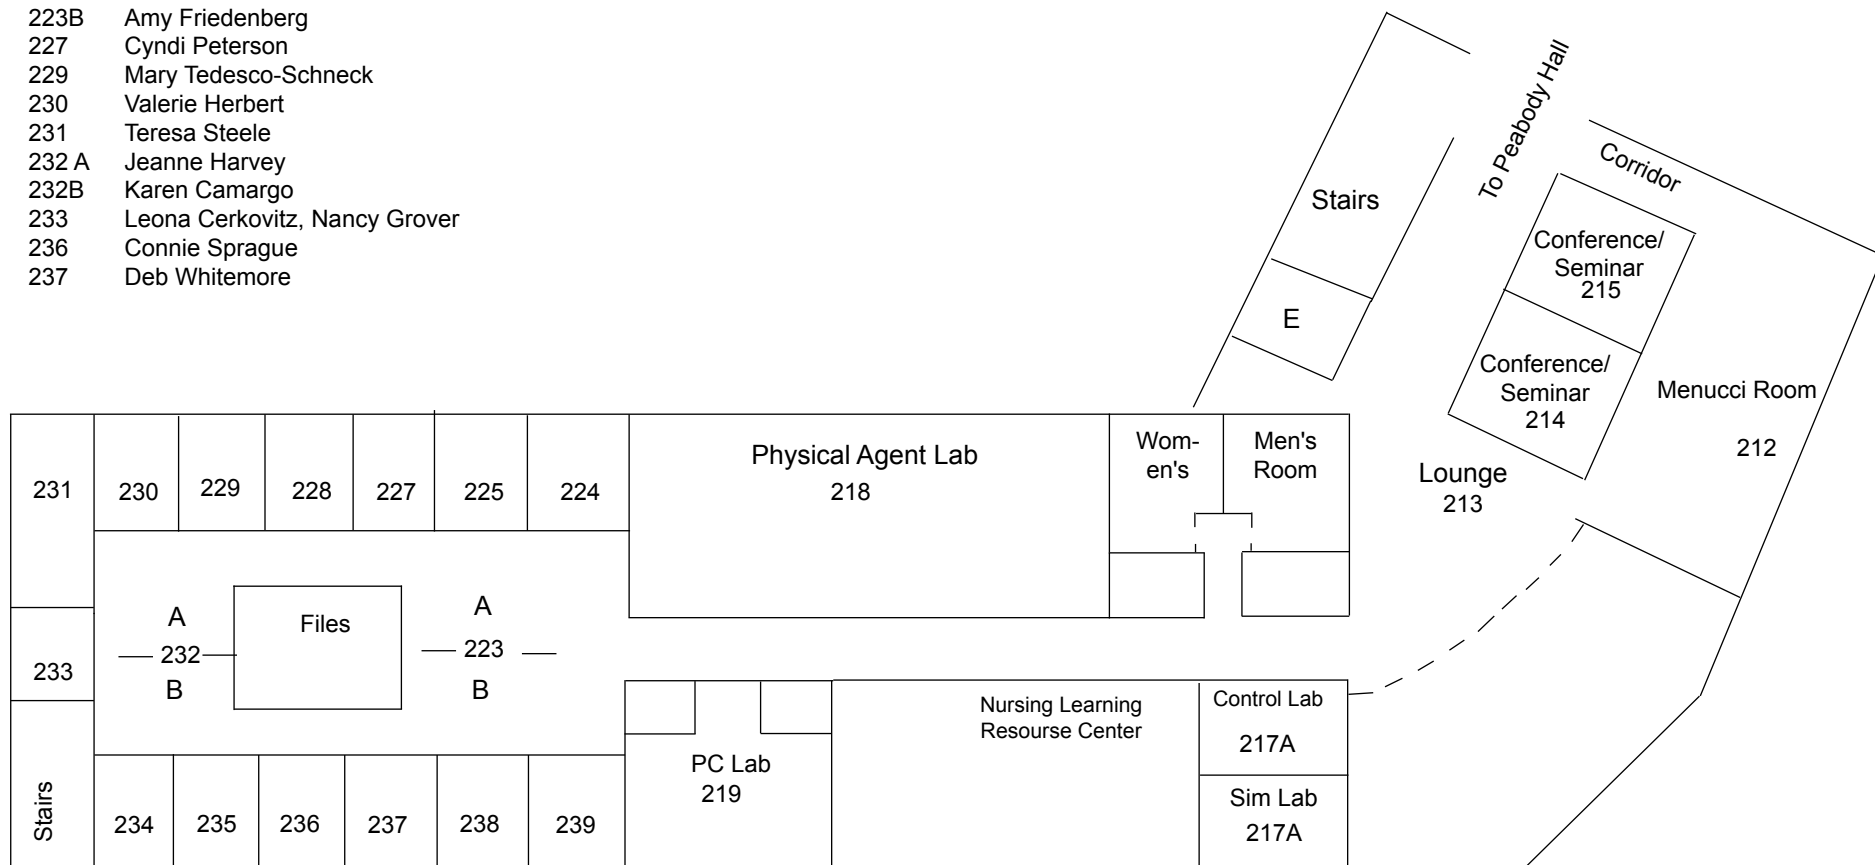 223B Amy Friedenberg
227 Cyndi Peterson
229 Mary Tedesco-Schneck
230 Valerie Herbert
231 Teresa Steele
232 A Jeanne Harvey
232B Karen Camargo
233 Leona Cerkovitz, Nancy Grover
236 Connie Sprague
237 Deb Whitemore
To Peabody Hall
Corridor
Stairs
E
Conference/
Seminar
215
Conference/
Seminar
214
Menucci Room
212
Lounge
213
231
230
229
228
227
225
224
Physical Agent Lab
218
Wom-
en's
Men's
Room
A
232
B
Files
A
223
B
233
Stairs
234
235
236
237
238
239
PC Lab
219
Nursing Learning
Resourse Center
Control Lab
217A
Sim Lab
217A